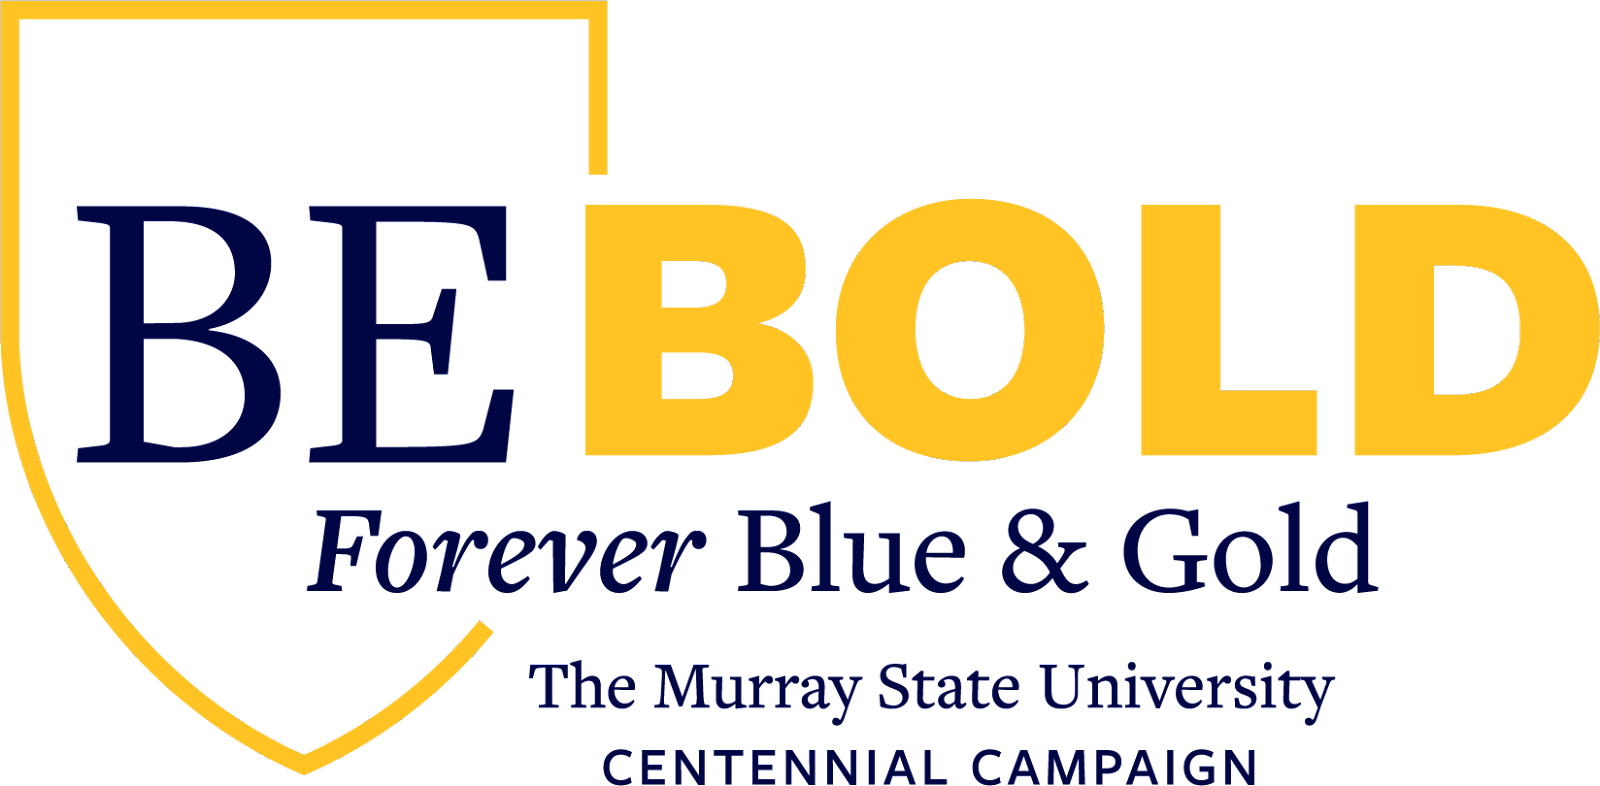 BE BOLD
Forever Blue & Gold
The Murray State University
CENTENNIAL CAMPAIGN